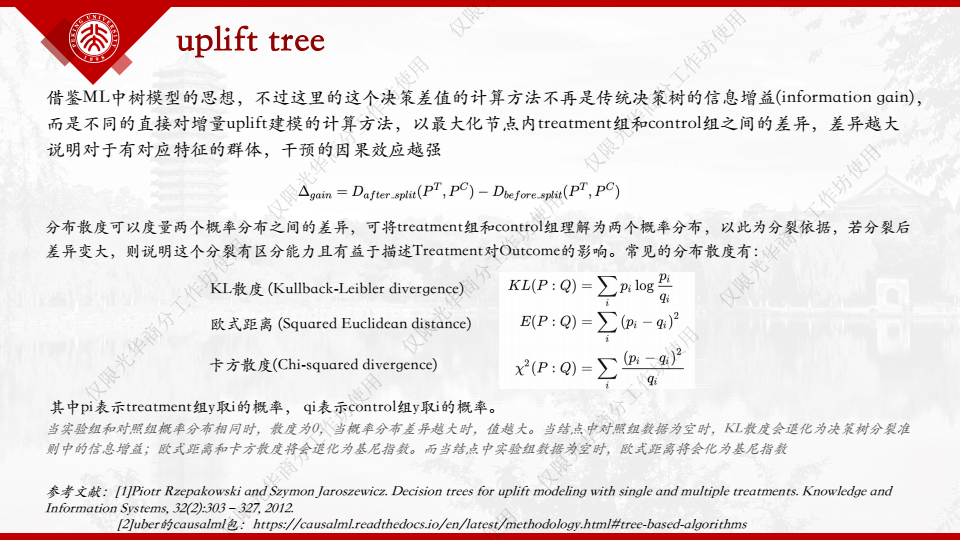 uplift tree
借鉴ML中树模型的思想，不过这里的这个决策差值的计算方法不再是传统决策树的信息增益(information gain)，
而是不同的直接对增量uplift建模的计算方法，以最大化节点内treatment组和control组之间的差异，差异越大
说明对于有对应特征的群体，干预的因果效应越强
Δ_{gain} = D_{after_split}(P^T, P^C) − D_{before_split}(P^T, P^C)
分布散度可以度量两个概率分布之间的差异，可将treatment组和control组理解为两个概率分布，以此为分裂依据，若分裂后
差异变大，则说明这个分裂有区分能力且有益于描述Treatment对Outcome的影响。常见的分布散度有：
KL散度 (Kullback-Leibler divergence) KL(P : Q) = ∑_i p_i log p_i/q_i
欧式距离 (Squared Euclidean distance) E(P : Q) = ∑_i (p_i − q_i)^2
卡方散度(Chi-squared divergence) χ^2(P : Q) = ∑_i (p_i − q_i)^2/q_i
其中pi表示treatment组y取i的概率， qi表示control组y取i的概率。
当实验组和对照组概率分布相同时，散度为0，当概率分布差异越大时，值越大。当结点中对照组数据为空时，KL散度会退化为决策树分裂准
则中的信息增益；欧式距离和卡方散度将会退化为基尼指数。而当结点中实验组数据为空时，欧式距离将会化为基尼指数
参考文献：[1]Piotr Rzepakowski and Szymon Jaroszewicz. Decision trees for uplift modeling with single and multiple treatments. Knowledge and
Information Systems, 32(2):303 – 327, 2012.
[2]uber的causalml包：https://causalml.readthedocs.io/en/latest/methodology.html#tree-based-algorithms
PEKING UNIVERSITY
1898
仅限光华商分工作坊使用